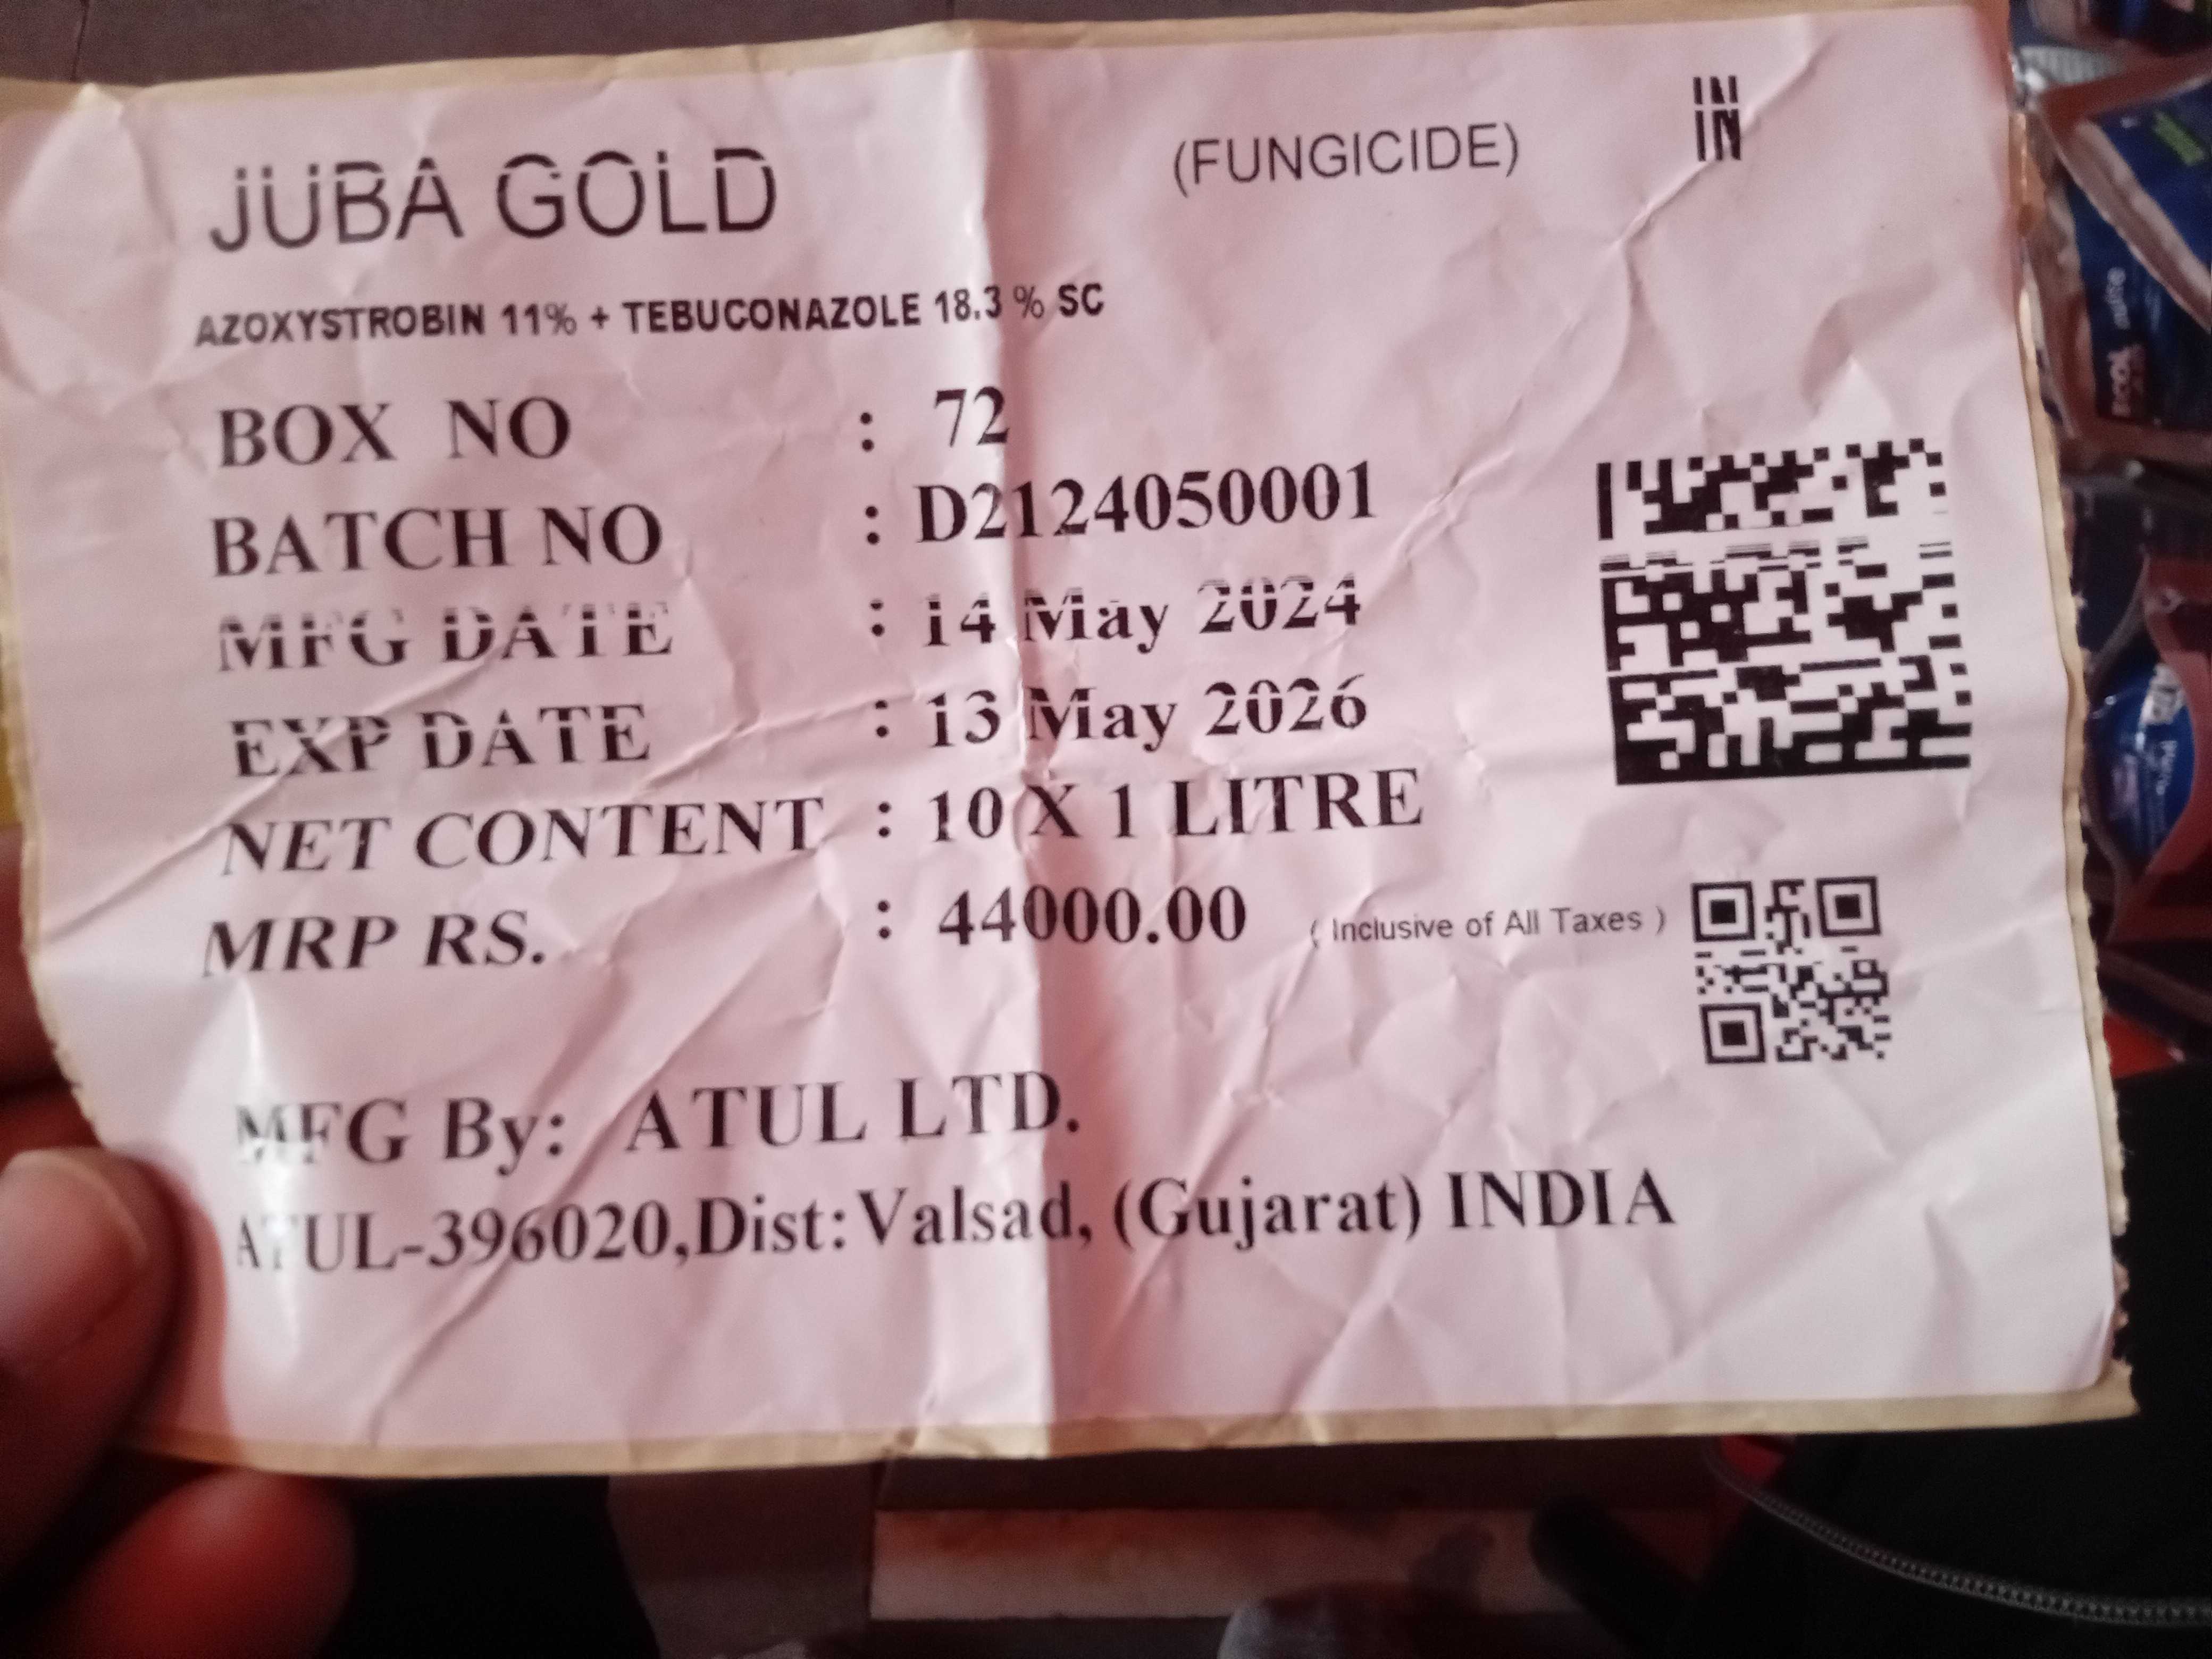 JUBA GOLD (FUNGICIDE) IN
AZOXYSTROBIN 11% + TEBUCONAZOLE 18.3 % SC
BOX NO : 72
BATCH NO : D2124050001
MFG DATE : 14 May 2024
EXP DATE : 13 May 2026
NET CONTENT : 10 X 1 LITRE
MRP RS. : 44000.00 ( Inclusive of All Taxes )
MFG By: ATUL LTD.
ATUL-396020,Dist:Valsad, (Gujarat) INDIA